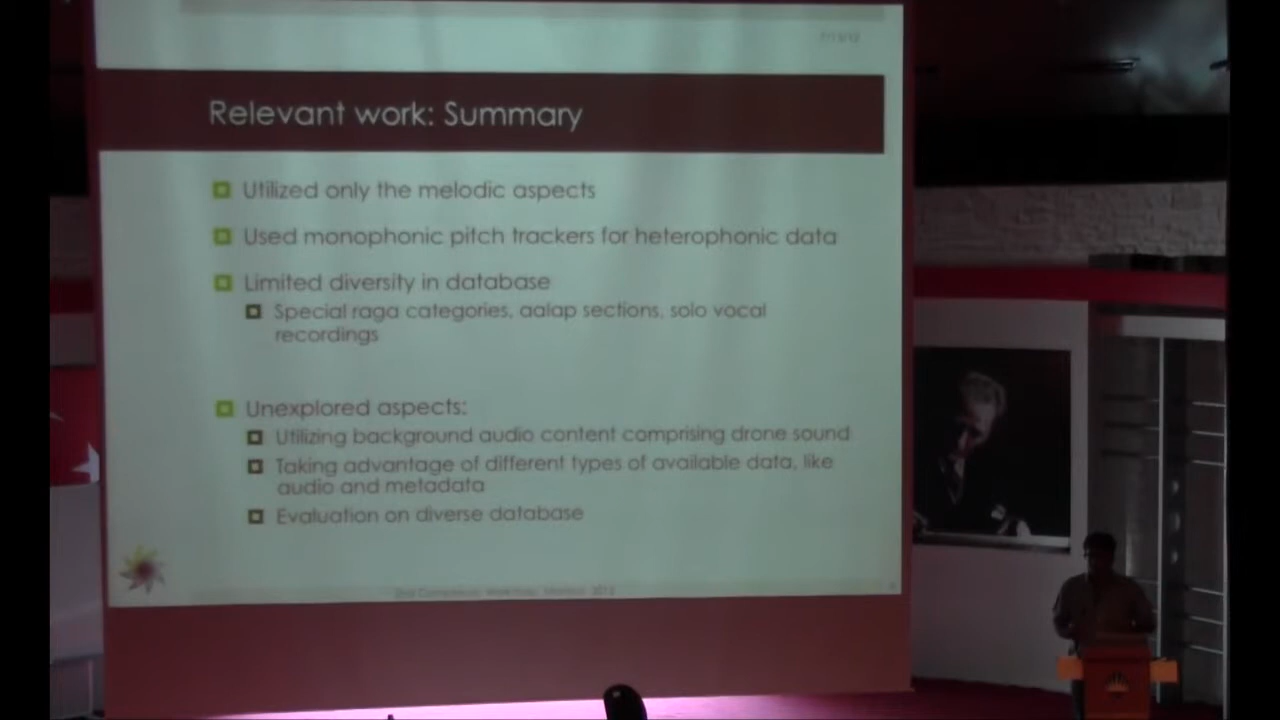 Relevant work: Summary
Utilized only the melodic aspects
Used monophonic pitch trackers for heterophonic data
Limited diversity in database
Special raga categories, aalap sections, solo vocal
recordings
Unexplored aspects:
Utilizing background audio content comprising drone sound
Taking advantage of different types of available data, like
audio and metadata
Evaluation on diverse database